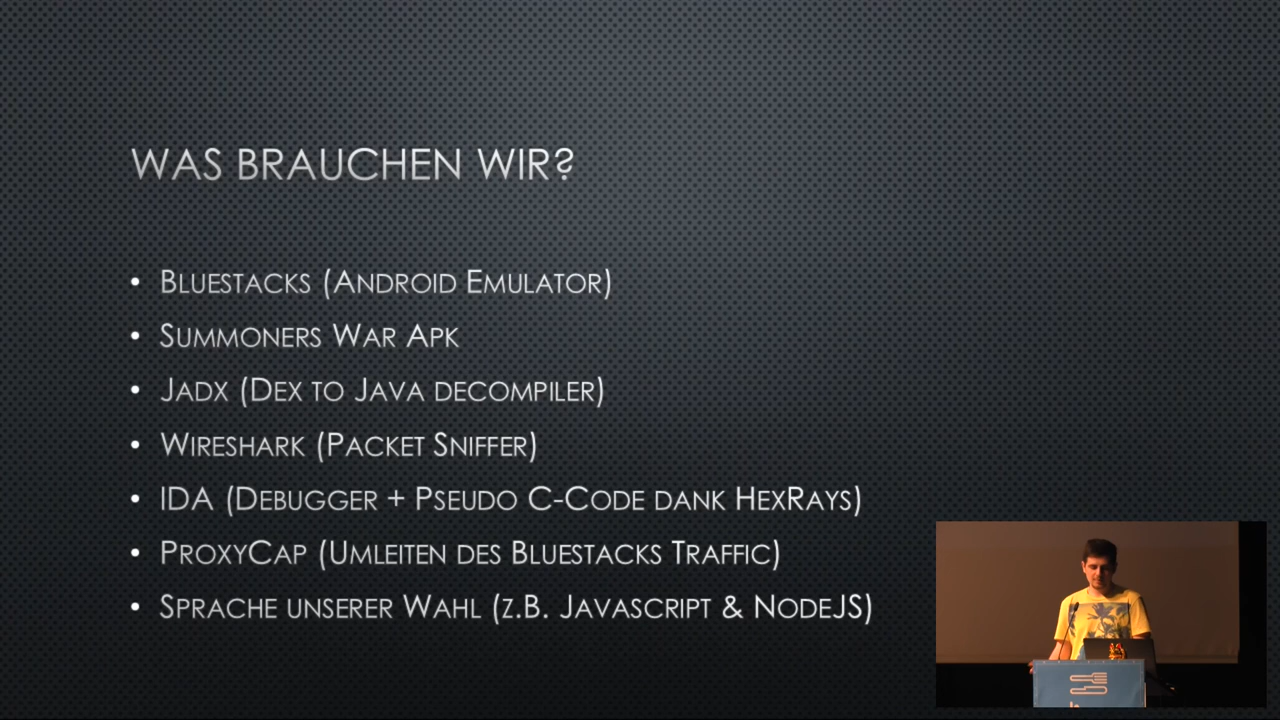 WAS BRAUCHEN WIR?
• BLUESTACKS (ANDROID EMULATOR)
• SUMMONERS WAR APK
• JADX (DEX TO JAVA DECOMPILER)
• WIRESHARK (PACKET SNIFFER)
• IDA (DEBUGGER + PSEUDO C-CODE DANK HEXRAYS)
• PROXYCAP (UMLEITEN DES BLUESTACKS TRAFFIC)
• SPRACHE UNSERER WAHL (Z.B. JAVASCRIPT & NODEJS)